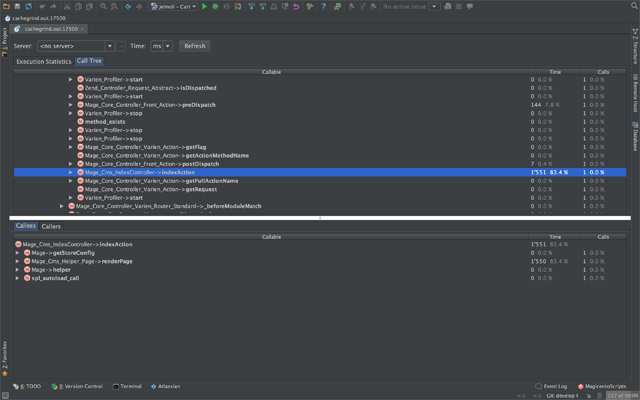 Jeimoli - Cart
No active issue
cachegrind.out.17500
cachegrind.out.17500
Server: <no server> Time: ms Refresh
Execution Statistics Call Tree
Callable Time Calls
Varien_Profiler->start 0 0.0 % 1 0.0 %
Zend_Controller_Request_Abstract->isDispatched 0 0.0 % 1 0.0 %
Varien_Profiler->start 0 0.0 % 1 0.0 %
Mage_Core_Controller_Front_Action->preDispatch 144 7.8 % 1 0.0 %
Varien_Profiler->stop 0 0.0 % 1 0.0 %
method_exists 0 0.0 % 1 0.0 %
Varien_Profiler->stop 0 0.0 % 1 0.0 %
Varien_Profiler->stop 0 0.0 % 1 0.0 %
Mage_Core_Controller_Varien_Action->getFlag 0 0.0 % 1 0.0 %
Mage_Core_Controller_Varien_Action->getActionMethodName 0 0.0 % 1 0.0 %
Mage_Core_Controller_Front_Action->postDispatch 7 0.4 % 1 0.0 %
Mage_Cms_IndexController->indexAction 1'551 83.4 % 1 0.0 %
Mage_Core_Controller_Varien_Action->getFullActionName 0 0.0 % 1 0.0 %
Mage_Core_Controller_Varien_Action->getRequest 0 0.0 % 1 0.0 %
Varien_Profiler->start 0 0.0 % 1 0.0 %
Mage_Core_Controller_Varien_Router_Standard->_beforeModuleMatch 0 0.0 % 1 0.0 %
Callees Callers
Callable Time Calls
Mage_Cms_IndexController->indexAction 1'551 83.4 %
Mage->getStoreConfig 0 0.0 % 1 0.0 %
Mage_Cms_Helper_Page->renderPage 1'550 83.4 % 1 0.0 %
Mage->helper 0 0.0 % 1 0.0 %
spl_autoload_call 0 0.0 % 1 0.0 %
1: Project
2: Favorites
Z: Structure
Remote Host
Database
6: TODO 9: Version Control Terminal Atlassian Event Log MagicentoScripts
Git: develop